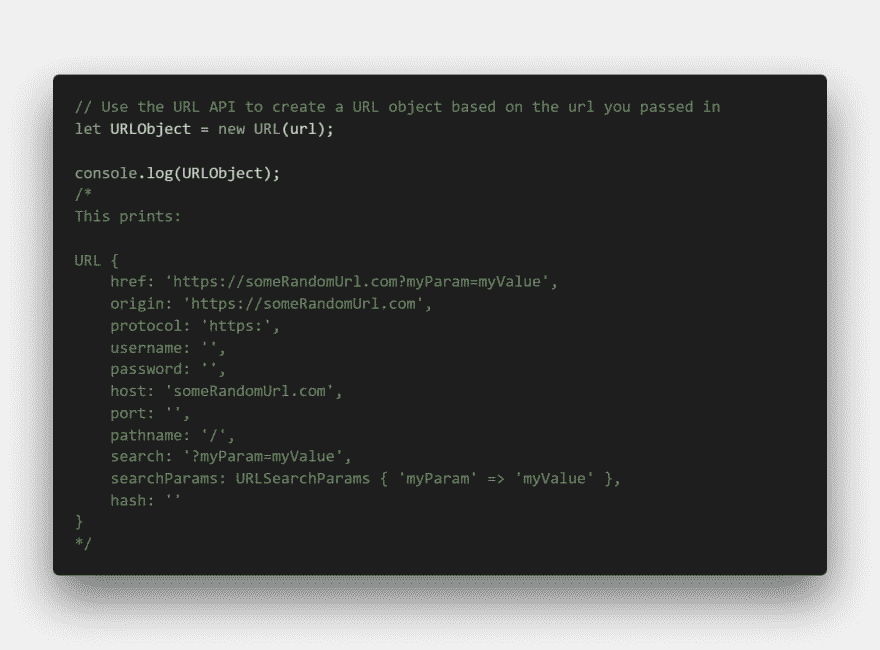 // Use the URL API to create a URL object based on the url you passed in
let URLObject = new URL(url);
console.log(URLObject);
/*
This prints:
URL {
href: 'https://someRandomUrl.com?myParam=myValue',
origin: 'https://someRandomUrl.com',
protocol: 'https:',
username: '',
password: '',
host: 'someRandomUrl.com',
port: '',
pathname: '/',
search: '?myParam=myValue',
searchParams: URLSearchParams { 'myParam' => 'myValue' },
hash: ''
}
*/